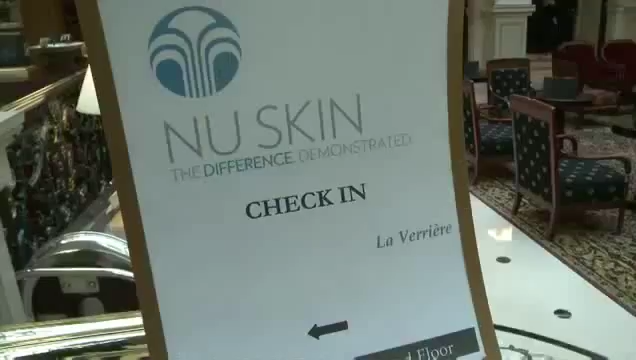 NU SKIN
THE DIFFERENCE. DEMONSTRATED.
CHECK IN
La Verrière
Floor